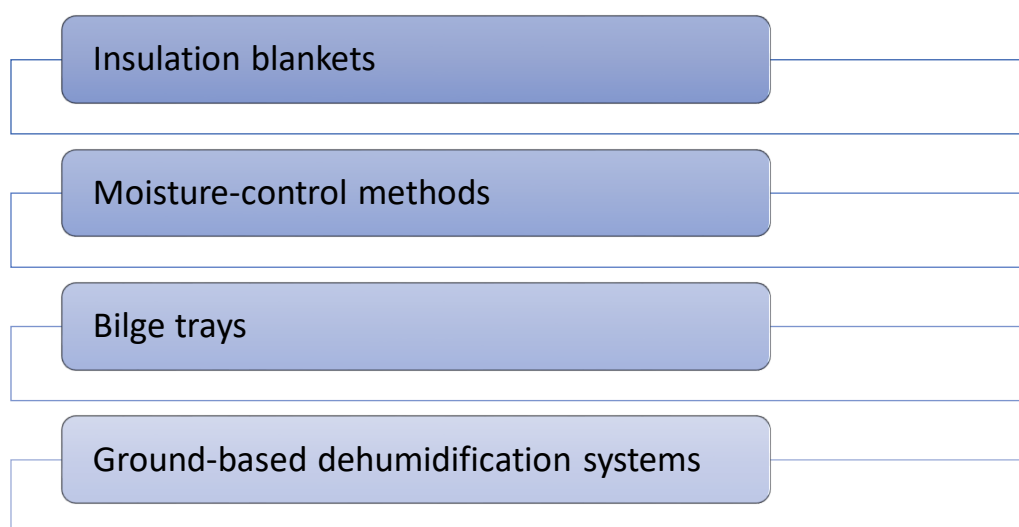 Insulation blankets
Moisture-control methods
Bilge trays
Ground-based dehumidification systems